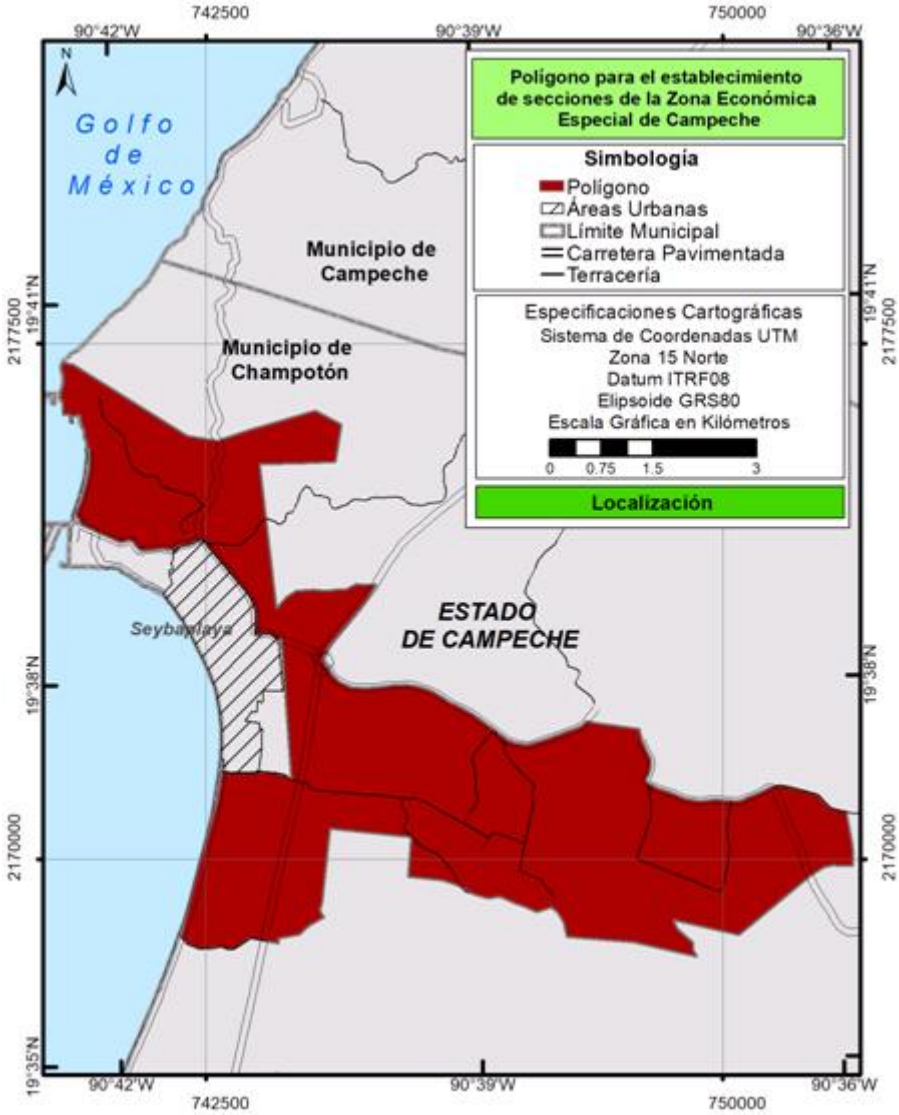 742500 750000
90°42'W 90°39'W 90°36'W
N
Golfo
de
México
Polígono para el establecimiento
de secciones de la Zona Económica
Especial de Campeche
Simbología
Polígono
Áreas Urbanas
Límite Municipal
Carretera Pavimentada
Terracería
Municipio de
Campeche
Especificaciones Cartográficas
Sistema de Coordenadas UTM
Zona 15 Norte
Datum ITRF08
Elipsoide GRS80
Escala Gráfica en Kilómetros
0 0.75 1.5 3
Localización
19°41'N
2177500
19°41'N
2177500
Municipio de
Champotón
ESTADO
DE CAMPECHE
Seybaplaya
19°38'N
19°38'N
2170000
2170000
19°35'N
90°42'W 90°39'W 90°36'W
742500 750000